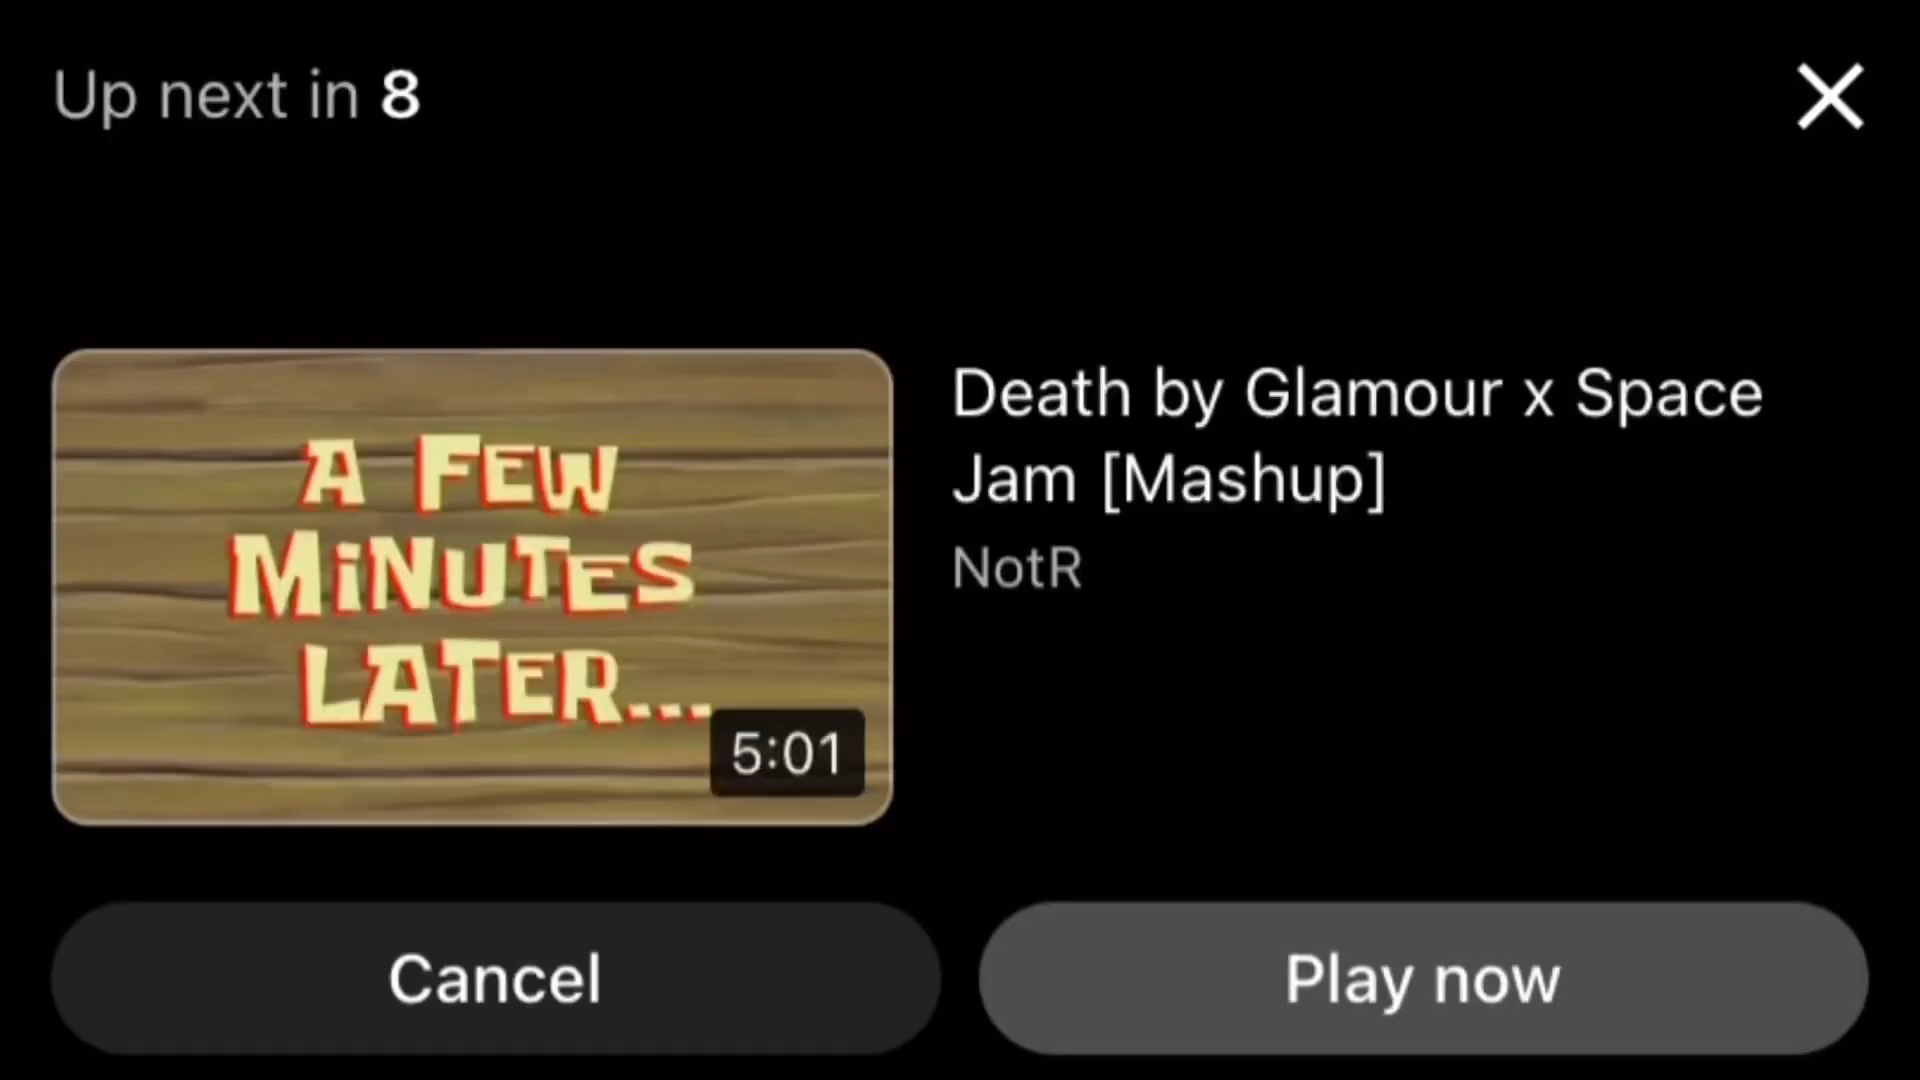 Up next in 8
A FEW
MiNUTES
LATER...
5:01
Death by Glamour x Space
Jam [Mashup]
NotR
Cancel
Play now